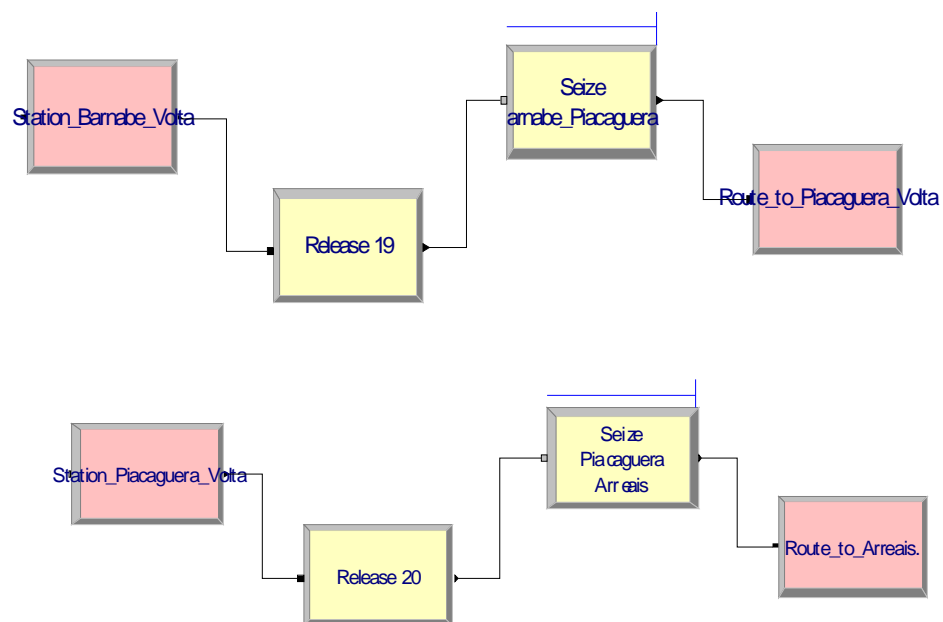 Station_Barnabe_Volta
Release 19
Seize
arnabe_Piacaguera
Route_to_Piacaguera_Volta
Station_Piacaguera_Volta
Release 20
Seize
Piacaguera
Arreais
Route_to_Arreais.